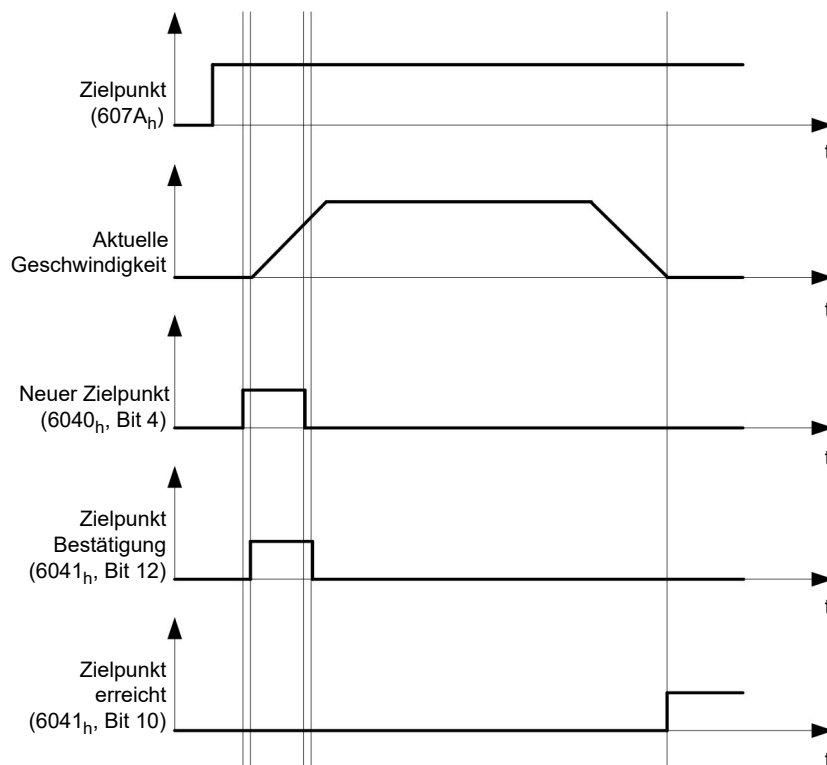 Zielpunkt
(607Aₕ)
t
Aktuelle
Geschwindigkeit
t
Neuer Zielpunkt
(6040ₕ, Bit 4)
t
Zielpunkt
Bestätigung
(6041ₕ, Bit 12)
t
Zielpunkt
erreicht
(6041ₕ, Bit 10)
t